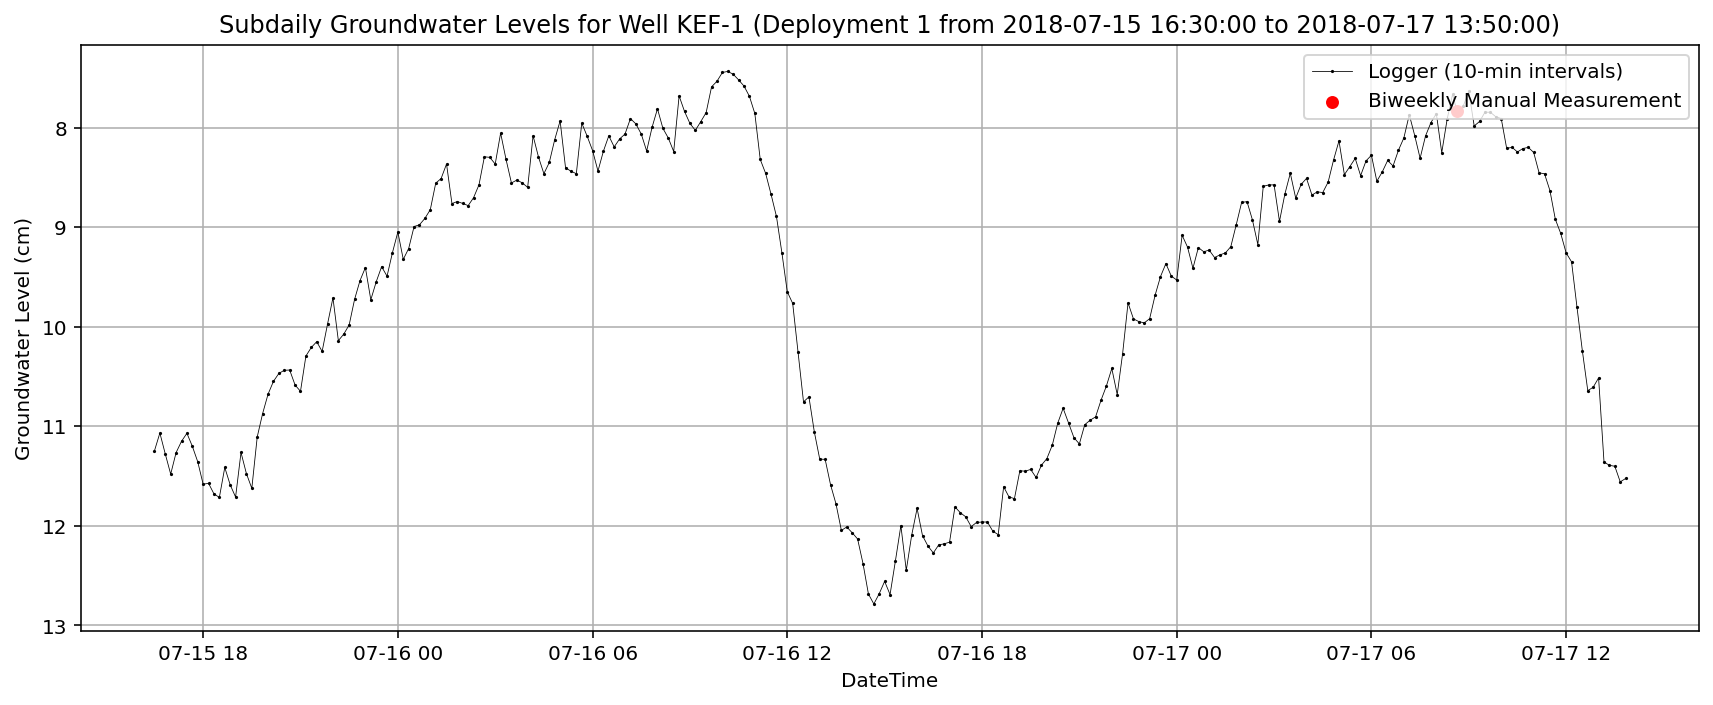 Subdaily Groundwater Levels for Well KEF-1 (Deployment 1 from 2018-07-15 16:30:00 to 2018-07-17 13:50:00)
Logger (10-min intervals)
Biweekly Manual Measurement
8
9
10
11
12
13
Groundwater Level (cm)
07-15 18
07-16 00
07-16 06
07-16 12
07-16 18
07-17 00
07-17 06
07-17 12
DateTime